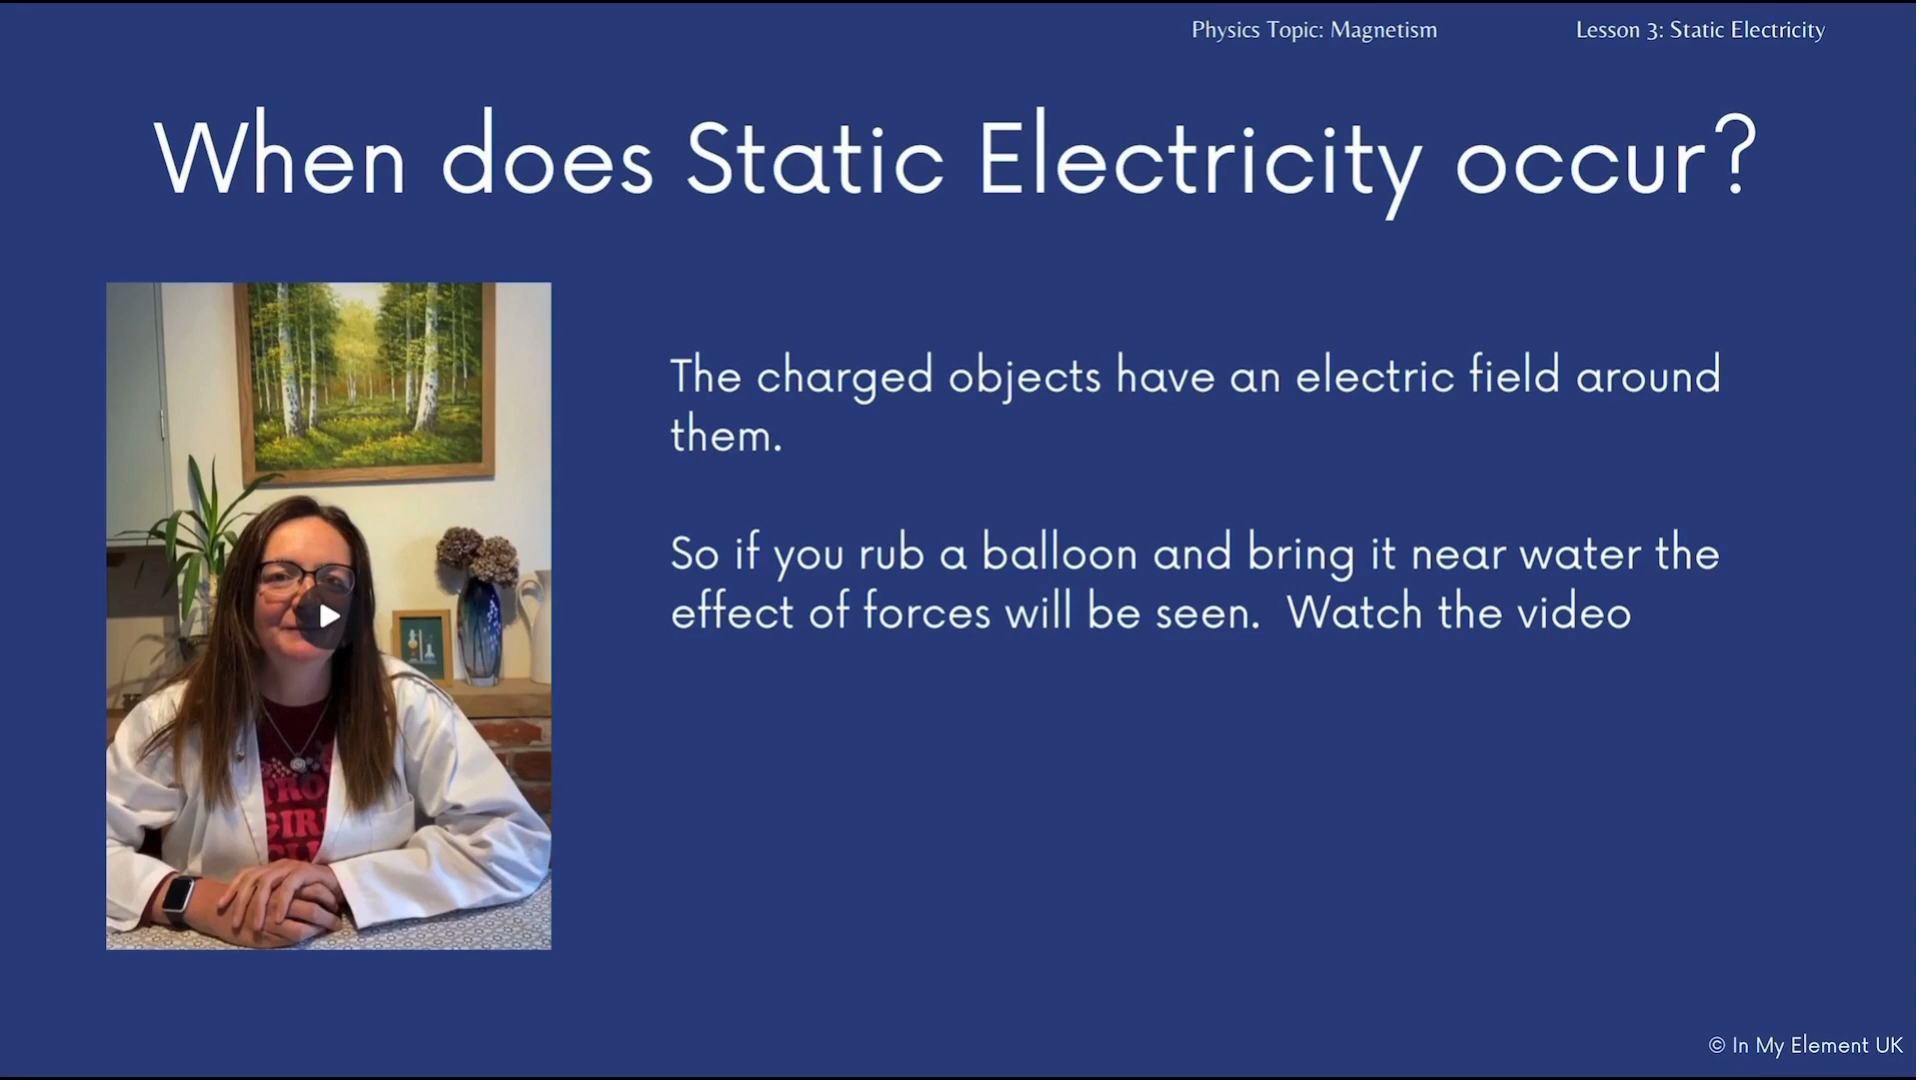 Physics Topic: Magnetism
Lesson 3: Static Electricity
When does Static Electricity occur?
The charged objects have an electric field around
them.
So if you rub a balloon and bring it near water the
effect of forces will be seen.  Watch the video
© In My Element UK